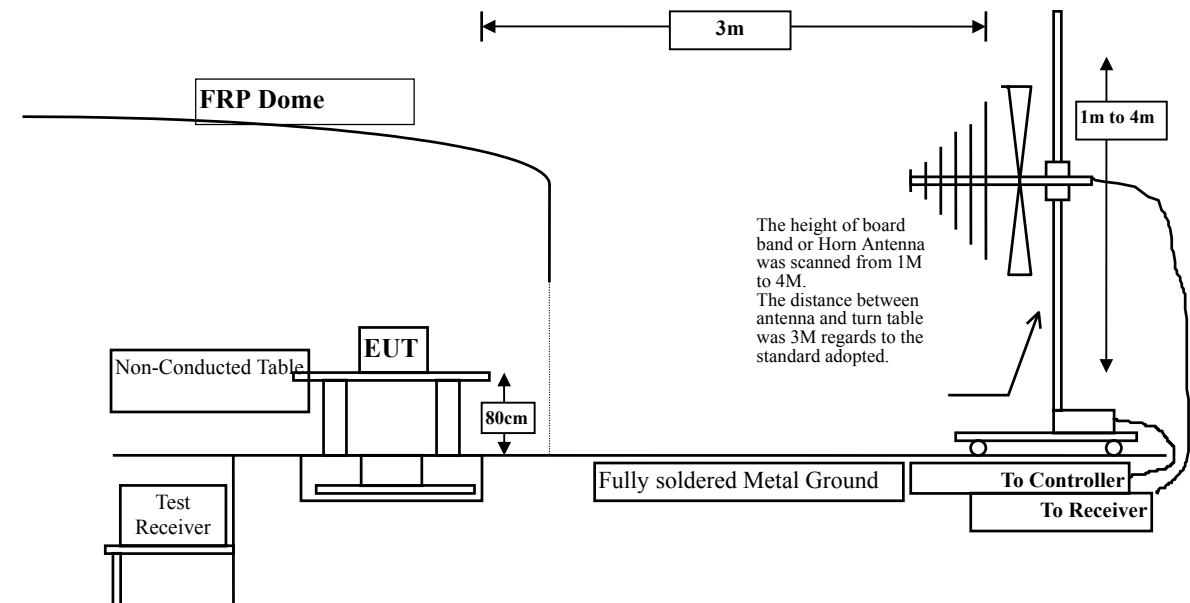 3m
FRP Dome
1m to 4m
The height of board
band or Horn Antenna
was scanned from 1M
to 4M.
The distance between
antenna and turn table
was 3M regards to the
standard adopted.
EUT
Non-Conducted Table
80cm
Fully soldered Metal Ground
To Controller
To Receiver
Test
Receiver